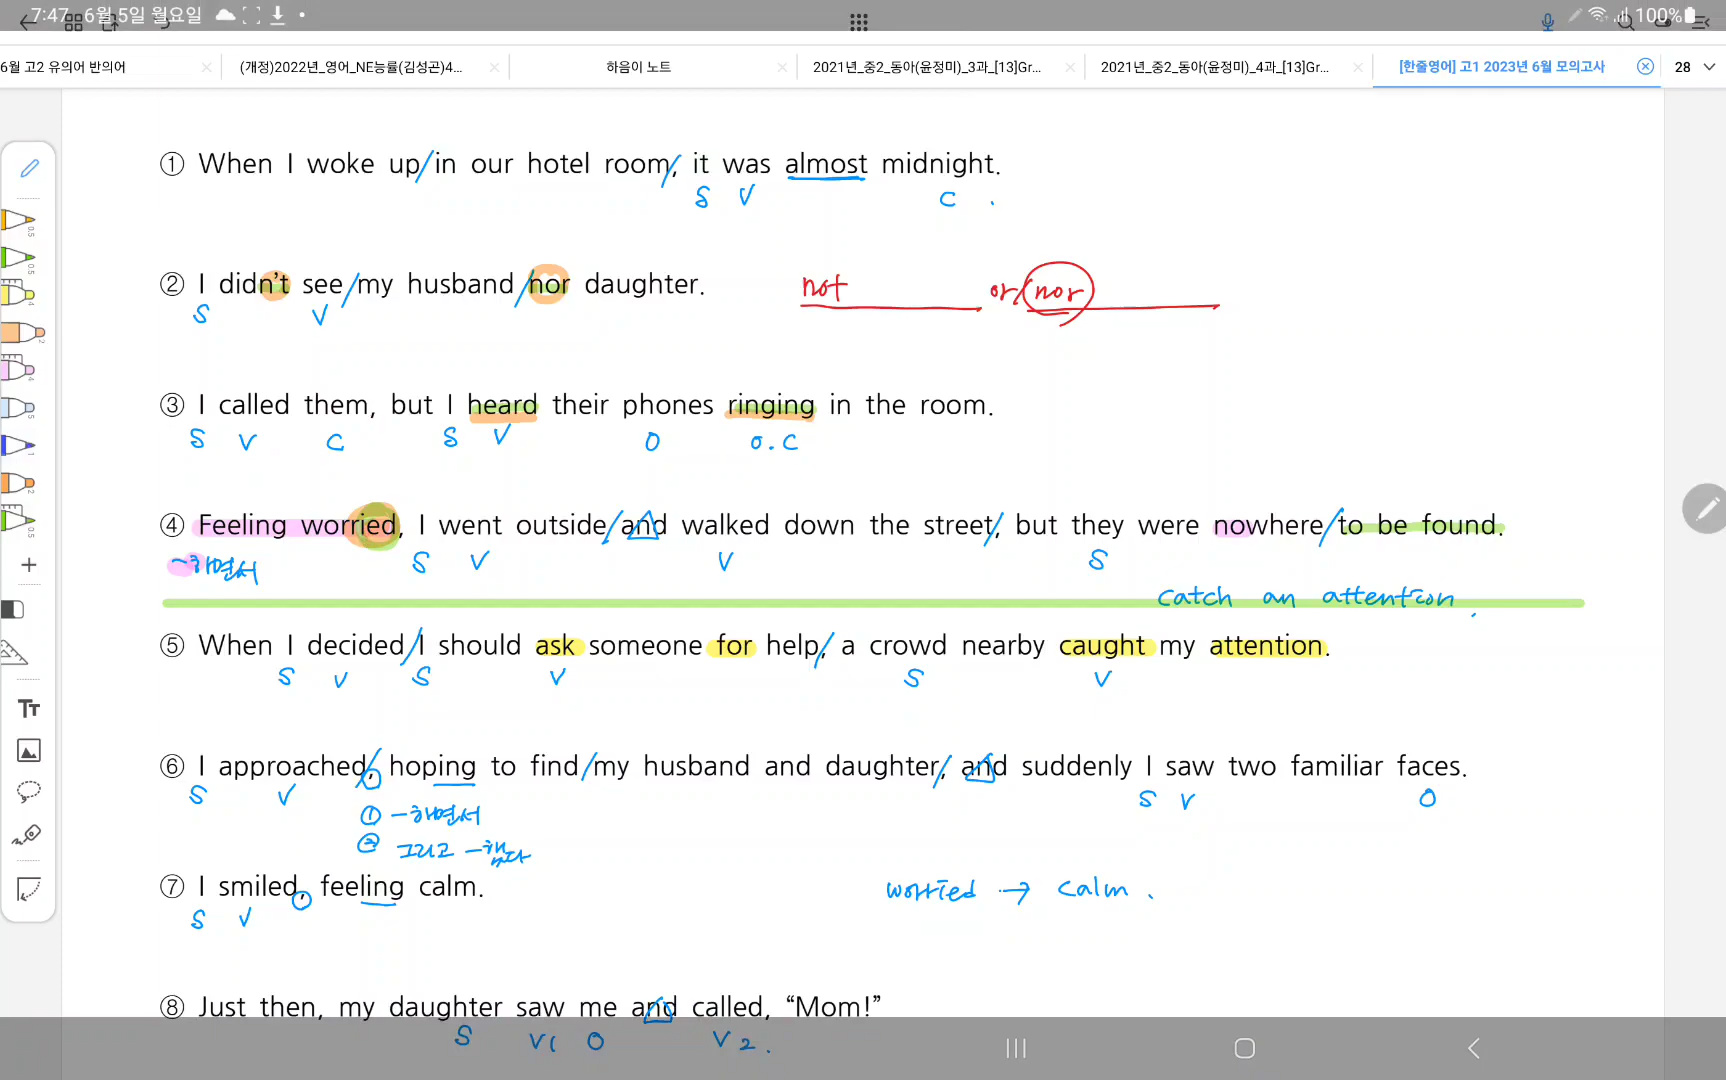 7:47 6월 5일 월요일 100%
6월 고2 유의어 반의어
(개정)2022년_영어_NE능률(김성곤)4...
하음이 노트
2021년_중2_동아(윤정미)_3과_[13]Gr...
2021년_중2_동아(윤정미)_4과_[13]Gr...
[한줄영어] 고1 2023년 6월 모의고사
28
① When I woke up/in our hotel room/, it was almost midnight.
S V C .
② I didn't see/my husband/nor daughter.
not or/nor
S V
③ I called them, but I heard their phones ringing in the room.
S V C S V O O.C
④ Feeling worried, I went outside/and walked down the street/, but they were nowhere/to be found.
~하면서 S V V S
catch an attention.
⑤ When I decided/I should ask someone for help/, a crowd nearby caught my attention.
S V S V S V
⑥ I approached/, hoping to find/my husband and daughter/, and suddenly I saw two familiar faces.
S V S V O
① ~하면서
② 그리고 ~했다
⑦ I smiled, feeling calm.
worried → calm.
S V
⑧ Just then, my daughter saw me and called, “Mom!”
S V1 O V2.
TT